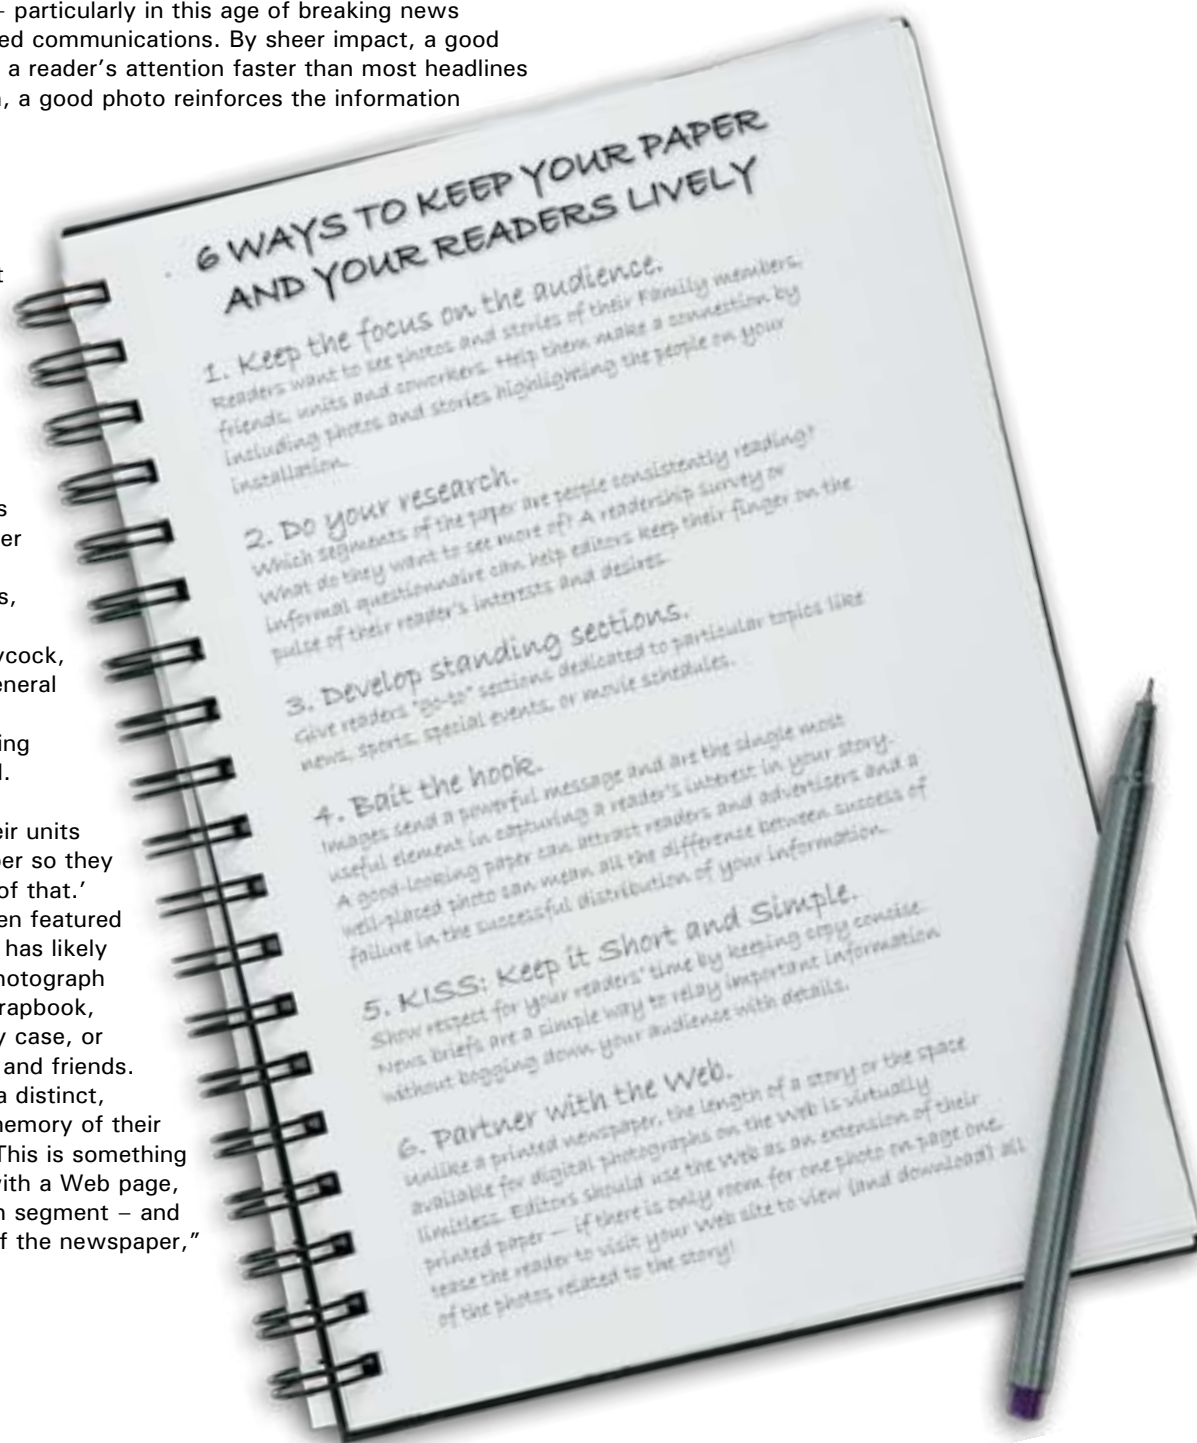 – particularly in this age of breaking news
ed communications. By sheer impact, a good
a reader's attention faster than most headlines
, a good photo reinforces the information
t
s
er
s,
ycock,
eneral
ing
l.
eir units
per so they
of that.'
en featured
has likely
hotograph
rapbook,
y case, or
and friends.
a distinct,
nemory of their
This is something
vith a Web page,
n segment – and
f the newspaper,"
6 WAYS TO KEEP YOUR PAPER
AND YOUR READERS LIVELY
1. Keep the focus on the audience.
Readers want to see photos and stories of their Family members,
friends, units and coworkers. Help them make a connection by
including photos and stories highlighting the people on your
installation.
2. Do your research.
Which segments of the paper are people consistently reading?
What do they want to see more of? A readership survey or
informal questionnaire can help editors keep their finger on the
pulse of their reader's interests and desires.
3. Develop standing sections.
Give readers "go-to" sections dedicated to particular topics like
news, sports, special events, or movie schedules.
4. Bait the hook.
Images send a powerful message and are the single most
useful element in capturing a reader's interest in your story.
A good-looking paper can attract readers and advertisers and a
well-placed photo can mean all the difference between success of
failure in the successful distribution of your information.
5. KISS: Keep it Short and Simple.
Show respect for your readers' time by keeping copy concise.
News briefs are a simple way to relay important information
without bogging down your audience with details.
6. Partner with the Web.
Unlike a printed newspaper, the length of a story or the space
available for digital photographs on the Web is virtually
limitless. Editors should use the Web as an extension of their
printed paper — if there is only room for one photo on page one,
tease the reader to visit your Web site to view (and download) all
of the photos related to the story!